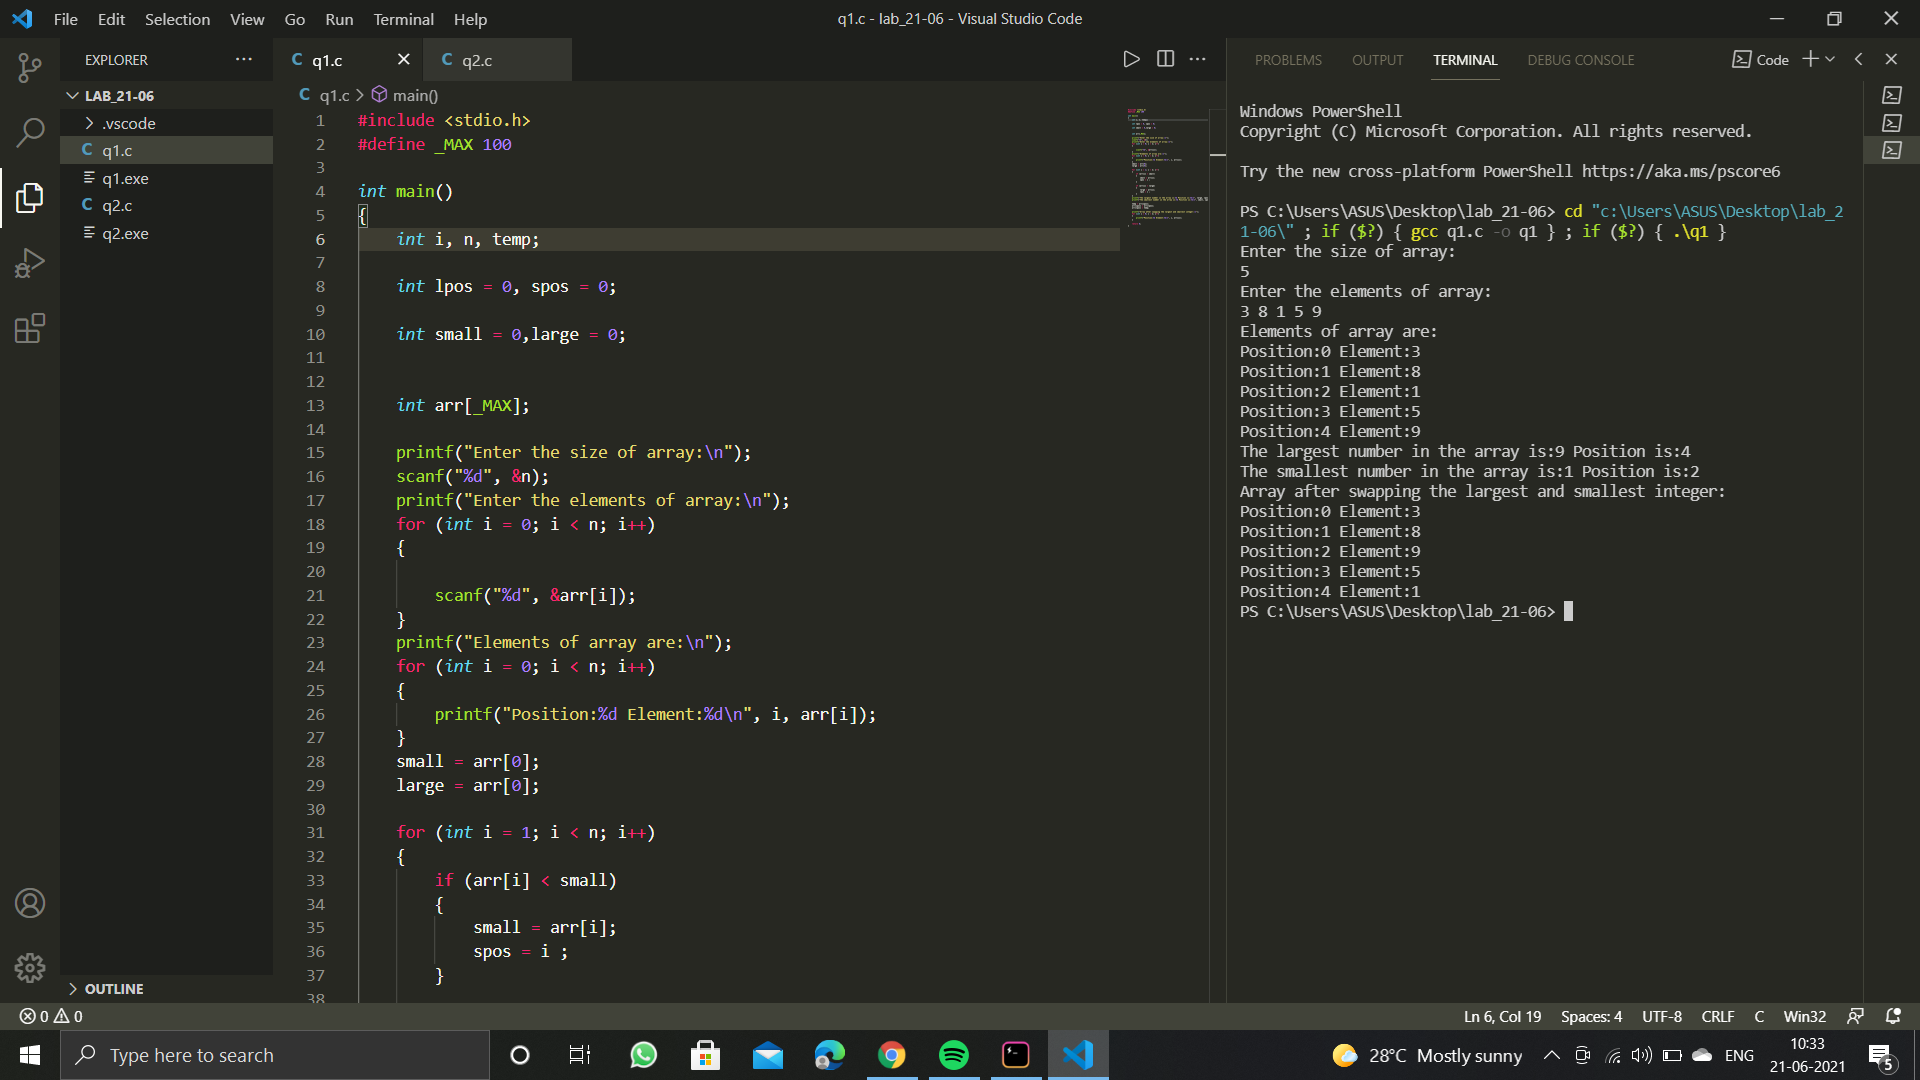 File Edit Selection View Go Run Terminal Help
q1.c - lab_21-06 - Visual Studio Code
EXPLORER
LAB_21-06
.vscode
C q1.c
q1.exe
C q2.c
q2.exe
OUTLINE
C q1.c
C q2.c
C q1.c > main()
1 #include <stdio.h>
2 #define _MAX 100
3
4 int main()
5 {
6 int i, n, temp;
7
8 int lpos = 0, spos = 0;
9
10 int small = 0,large = 0;
11
12
13 int arr[_MAX];
14
15 printf("Enter the size of array:\n");
16 scanf("%d", &n);
17 printf("Enter the elements of array:\n");
18 for (int i = 0; i < n; i++)
19 {
20
21 scanf("%d", &arr[i]);
22 }
23 printf("Elements of array are:\n");
24 for (int i = 0; i < n; i++)
25 {
26 printf("Position:%d Element:%d\n", i, arr[i]);
27 }
28 small = arr[0];
29 large = arr[0];
30
31 for (int i = 1; i < n; i++)
32 {
33 if (arr[i] < small)
34 {
35 small = arr[i];
36 spos = i ;
37 }
38
PROBLEMS OUTPUT TERMINAL DEBUG CONSOLE
Code
Windows PowerShell
Copyright (C) Microsoft Corporation. All rights reserved.
Try the new cross-platform PowerShell https://aka.ms/pscore6
PS C:\Users\ASUS\Desktop\lab_21-06> cd "c:\Users\ASUS\Desktop\lab_2
1-06\" ; if ($?) { gcc q1.c -o q1 } ; if ($?) { .\q1 }
Enter the size of array:
5
Enter the elements of array:
3 8 1 5 9
Elements of array are:
Position:0 Element:3
Position:1 Element:8
Position:2 Element:1
Position:3 Element:5
Position:4 Element:9
The largest number in the array is:9 Position is:4
The smallest number in the array is:1 Position is:2
Array after swapping the largest and smallest integer:
Position:0 Element:3
Position:1 Element:8
Position:2 Element:9
Position:3 Element:5
Position:4 Element:1
PS C:\Users\ASUS\Desktop\lab_21-06>
0 0
Ln 6, Col 19 Spaces: 4 UTF-8 CRLF C Win32
Type here to search
28°C Mostly sunny
ENG
10:33
21-06-2021
5